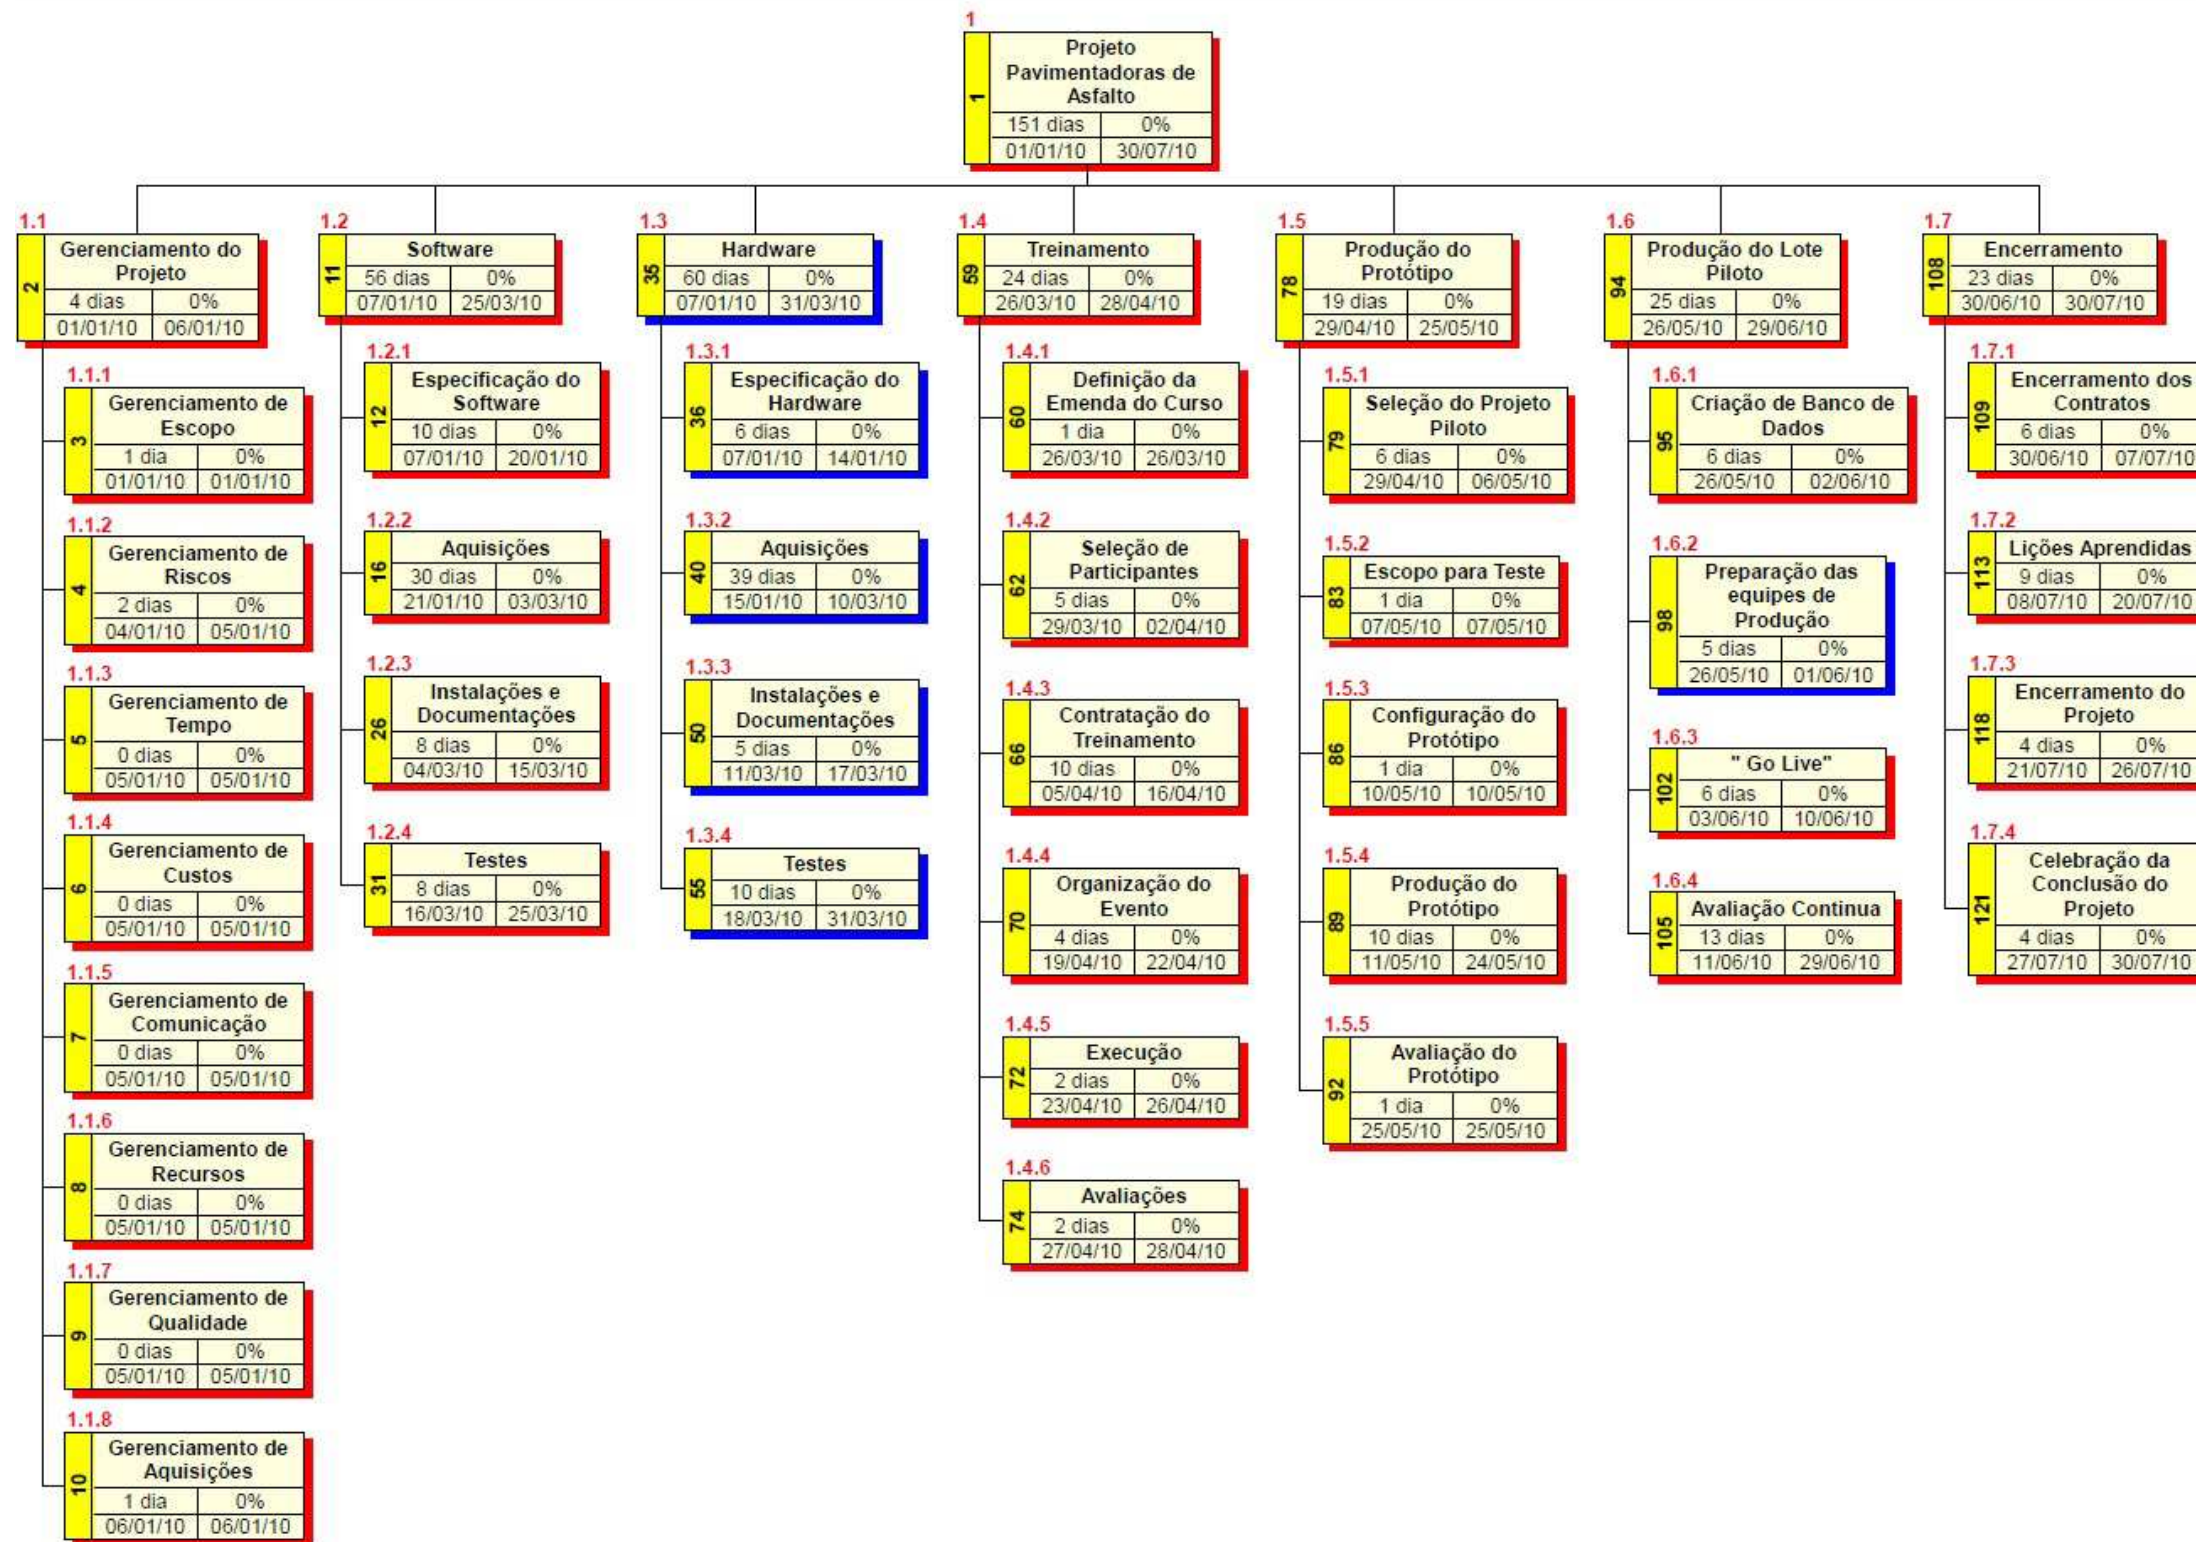 1
1
Projeto
Pavimentadoras de
Asfalto
151 dias 0%
01/01/10 30/07/10
1.1
2
Gerenciamento do
Projeto
4 dias 0%
01/01/10 06/01/10
1.1.1
3
Gerenciamento de
Escopo
1 dia 0%
01/01/10 01/01/10
1.1.2
4
Gerenciamento de
Riscos
2 dias 0%
04/01/10 05/01/10
1.1.3
5
Gerenciamento de
Tempo
0 dias 0%
05/01/10 05/01/10
1.1.4
6
Gerenciamento de
Custos
0 dias 0%
05/01/10 05/01/10
1.1.5
7
Gerenciamento de
Comunicação
0 dias 0%
05/01/10 05/01/10
1.1.6
8
Gerenciamento de
Recursos
0 dias 0%
05/01/10 05/01/10
1.1.7
9
Gerenciamento de
Qualidade
0 dias 0%
05/01/10 05/01/10
1.1.8
10
Gerenciamento de
Aquisições
1 dia 0%
06/01/10 06/01/10
1.2
11
Software
56 dias 0%
07/01/10 25/03/10
1.2.1
12
Especificação do
Software
10 dias 0%
07/01/10 20/01/10
1.2.2
16
Aquisições
30 dias 0%
21/01/10 03/03/10
1.2.3
26
Instalações e
Documentações
8 dias 0%
04/03/10 15/03/10
1.2.4
31
Testes
8 dias 0%
16/03/10 25/03/10
1.3
35
Hardware
60 dias 0%
07/01/10 31/03/10
1.3.1
36
Especificação do
Hardware
6 dias 0%
07/01/10 14/01/10
1.3.2
40
Aquisições
39 dias 0%
15/01/10 10/03/10
1.3.3
50
Instalações e
Documentações
5 dias 0%
11/03/10 17/03/10
1.3.4
55
Testes
10 dias 0%
18/03/10 31/03/10
1.4
59
Treinamento
24 dias 0%
26/03/10 28/04/10
1.4.1
60
Definição da
Emenda do Curso
1 dia 0%
26/03/10 26/03/10
1.4.2
62
Seleção de
Participantes
5 dias 0%
29/03/10 02/04/10
1.4.3
66
Contratação do
Treinamento
10 dias 0%
05/04/10 16/04/10
1.4.4
70
Organização do
Evento
4 dias 0%
19/04/10 22/04/10
1.4.5
72
Execução
2 dias 0%
23/04/10 26/04/10
1.4.6
74
Avaliações
2 dias 0%
27/04/10 28/04/10
1.5
78
Produção do
Protótipo
19 dias 0%
29/04/10 25/05/10
1.5.1
79
Seleção do Projeto
Piloto
6 dias 0%
29/04/10 06/05/10
1.5.2
83
Escopo para Teste
1 dia 0%
07/05/10 07/05/10
1.5.3
86
Configuração do
Protótipo
1 dia 0%
10/05/10 10/05/10
1.5.4
89
Produção do
Protótipo
10 dias 0%
11/05/10 24/05/10
1.5.5
92
Avaliação do
Protótipo
1 dia 0%
25/05/10 25/05/10
1.6
94
Produção do Lote
Piloto
25 dias 0%
26/05/10 29/06/10
1.6.1
95
Criação de Banco de
Dados
6 dias 0%
26/05/10 02/06/10
1.6.2
98
Preparação das
equipes de
Produção
5 dias 0%
26/05/10 01/06/10
1.6.3
102
" Go Live"
6 dias 0%
03/06/10 10/06/10
1.6.4
105
Avaliação Continua
13 dias 0%
11/06/10 29/06/10
1.7
108
Encerramento
23 dias 0%
30/06/10 30/07/10
1.7.1
109
Encerramento dos
Contratos
6 dias 0%
30/06/10 07/07/10
1.7.2
113
Lições Aprendidas
9 dias 0%
08/07/10 20/07/10
1.7.3
118
Encerramento do
Projeto
4 dias 0%
21/07/10 26/07/10
1.7.4
121
Celebração da
Conclusão do
Projeto
4 dias 0%
27/07/10 30/07/10